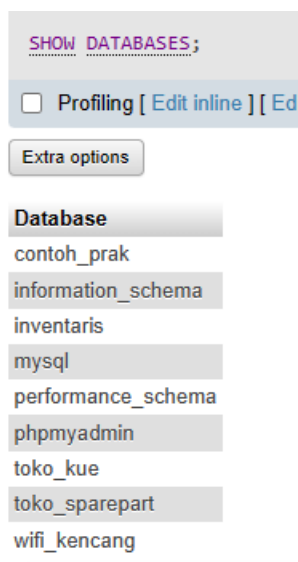 SHOW DATABASES;
Profiling [ Edit inline ] [ Ed
Extra options
Database
contoh_prak
information_schema
inventaris
mysql
performance_schema
phpmyadmin
toko_kue
toko_sparepart
wifi_kencang